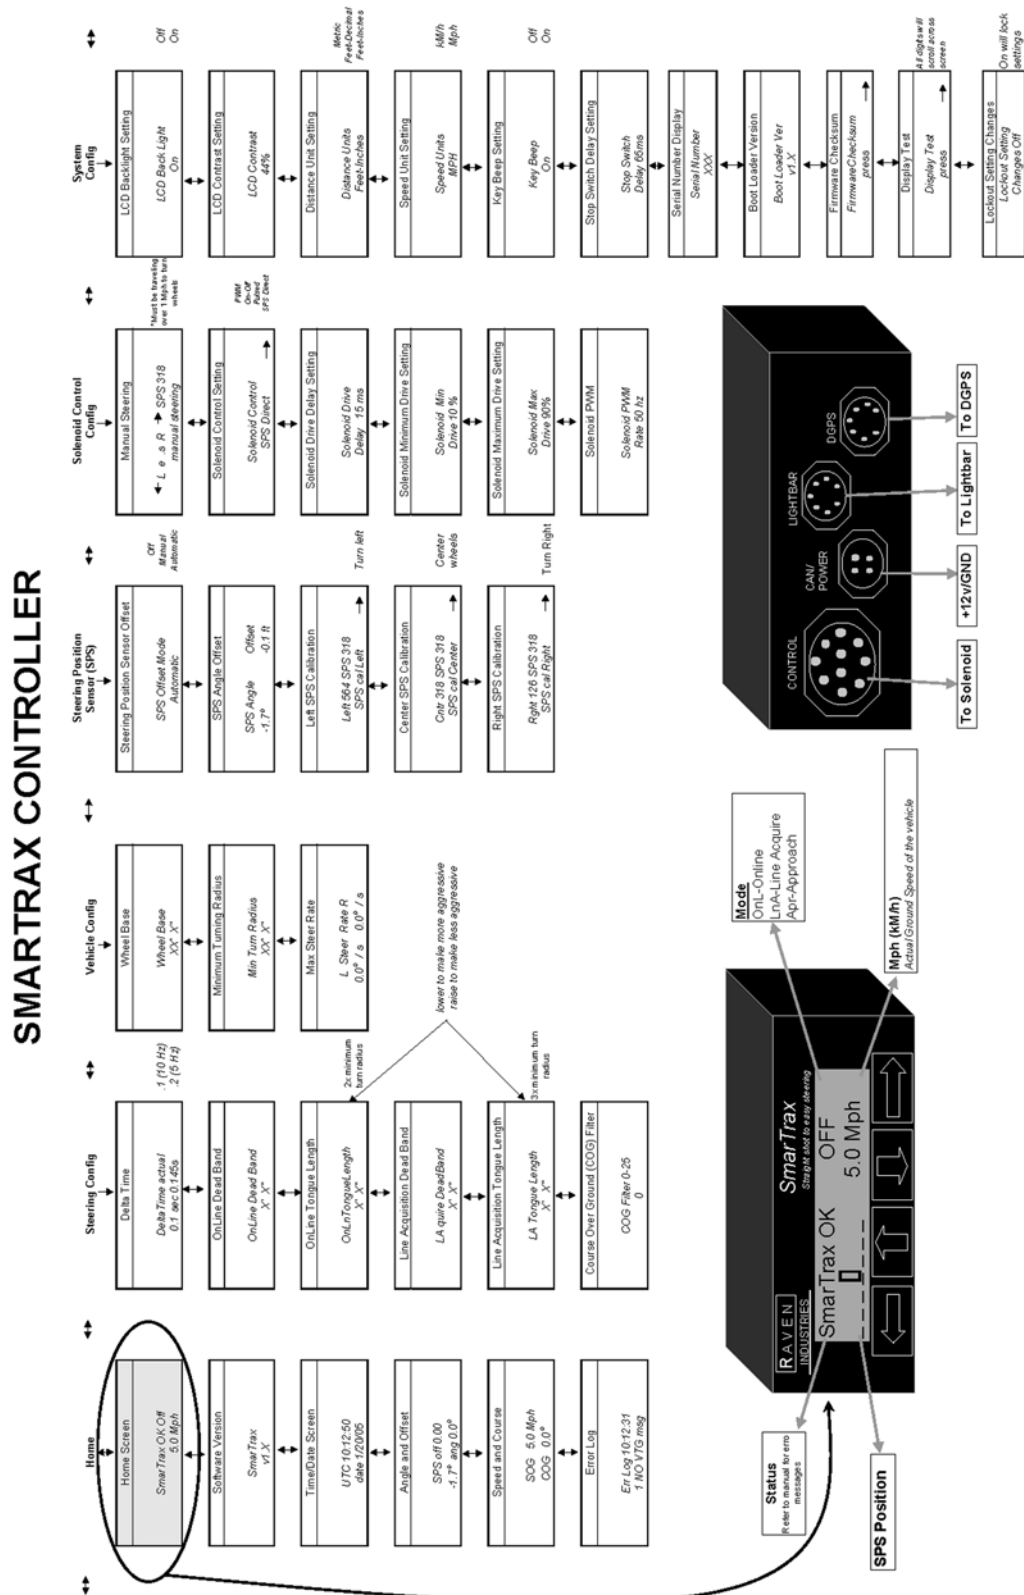 SMARTRAX CONTROLLER
Home
Home Screen
SmarTrax OK Off
5.0 Mph
Software Version
SmarTrax
v1.X
Time/Date Screen
UTC 10:12:50
date 1/20/05
Angle and Offset
SPS off 0.00
-1.7° ang 0.0°
Speed and Course
SOG 5.0 Mph
COG 0.0°
Error Log
Err Log 10:12:31
1 NO VTG msg
Steering Config
Delta Time
DeltaTime actual
0.1 sec 0.145s
.1 (10 Hz)
.2 (5 Hz)
OnLine Dead Band
OnLine Dead Band
X' X"
OnLine Tongue Length
OnLnTongueLength
X' X"
2x minimum
turn radius
Line Acquisition Dead Band
LA quire DeadBand
X' X"
Line Acquisition Tongue Length
LA Tongue Length
X' X"
3x minimum turn
radius
Course Over Ground (COG) Filter
COG Filter 0-25
0
lower to make more aggressive
raise to make less aggressive
Vehicle Config
Wheel Base
Wheel Base
XX' X"
Minimum Turning Radius
Min Turn Radius
XX' X"
Max Steer Rate
L Steer Rate R
0.0° / s 0.0° / s
Steering Position
Sensor (SPS)
Steering Position Sensor Offset
SPS Offset Mode
Automatic
Off
Manual
Automatic
SPS Angle Offset
SPS Angle Offset
-1.7° -0.1 ft
Left SPS Calibration
Left 564 SPS 318
SPS cal Left
Turn left
Center SPS Calibration
Cntr 318 SPS 318
SPS cal Center
Center
wheels
Right SPS Calibration
Rght 126 SPS 318
SPS cal Right
Turn Right
Solenoid Control
Config
Manual Steering
L e .s R SPS 318
manual steering
*Must be traveling
over 1 Mph to turn
wheels
Solenoid Control Setting
Solenoid Control
SPS Direct
PWM
On-Off
Pulsed
SPS Direct
Solenoid Drive Delay Setting
Solenoid Drive
Delay 15 ms
Solenoid Minimum Drive Setting
Solenoid Min
Drive 10 %
Solenoid Maximum Drive Setting
Solenoid Max
Drive 90%
Solenoid PWM
Solenoid PWM
Rate 50 hz
System
Config
LCD Backlight Setting
LCD Back Light
On
Off
On
LCD Contrast Setting
LCD Contrast
44%
Distance Unit Setting
Distance Units
Feet-Inches
Metric
Feet-Decimal
Feet-Inches
Speed Unit Setting
Speed Units
MPH
kM/h
Mph
Key Beep Setting
Key Beep
On
Off
On
Stop Switch Delay Setting
Stop Switch
Delay 65ms
Serial Number Display
Serial Number
XXX
Boot Loader Version
Boot Loader Ver
v1.X
Firmware Checksum
FirmwareChecksum
press
Display Test
Display Test
press
All digits will
scroll across
screen
Lockout Setting Changes
Lockout Setting
Changes Off
On will lock
settings
Status
Refer to manual for erro
messages
SPS Position
RAVEN
INDUSTRIES
SmarTrax
Straight shot to easy steering
SmarTrax OK OFF
5.0 Mph
Mode
OnL-Online
LnA-Line Acquire
Apr-Approach
Mph (kM/h)
Actual Ground Speed of the vehicle
CONTROL
CAN/
POWER
LIGHTBAR
DGPS
To Solenoid
+12v/GND
To Lightbar
To DGPS